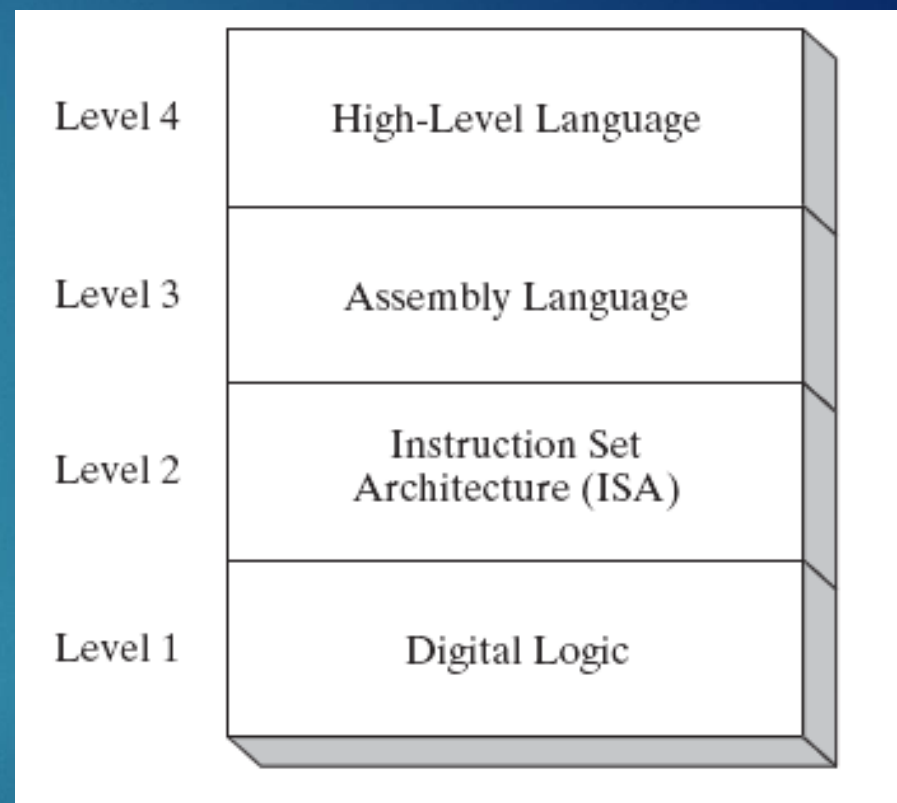 Level 4
High-Level Language
Level 3
Assembly Language
Level 2
Instruction Set
Architecture (ISA)
Level 1
Digital Logic